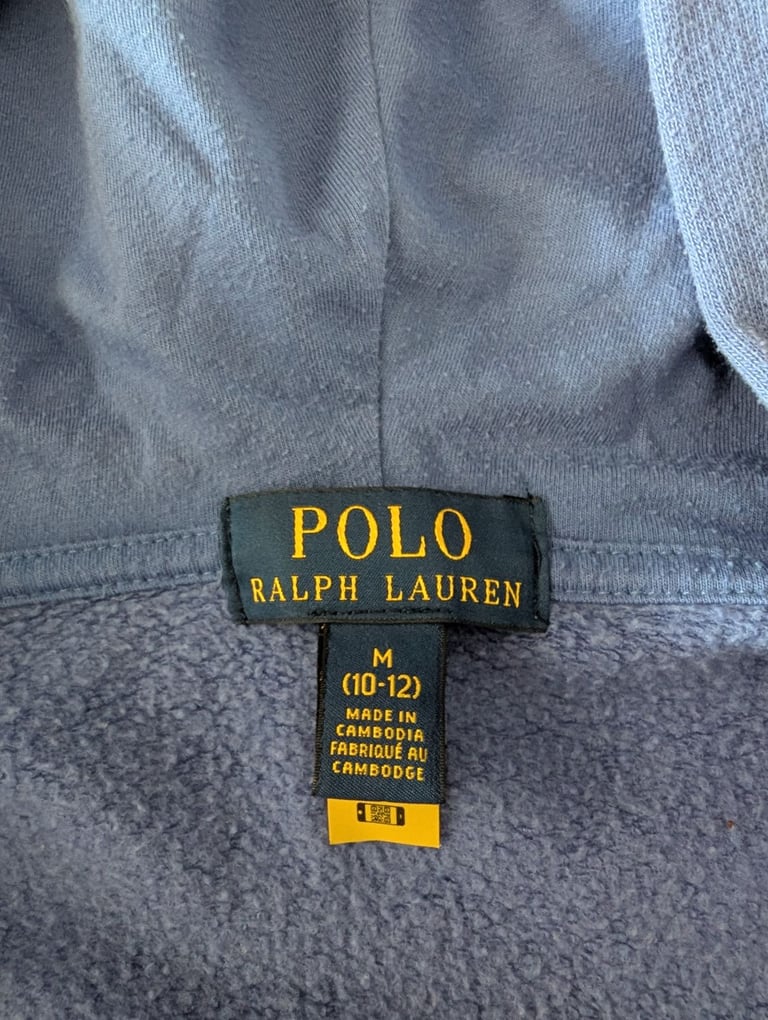 POLO
RALPH LAUREN
M
(10-12)
MADE IN
CAMBODIA
FABRIQUÉ AU
CAMBODGE